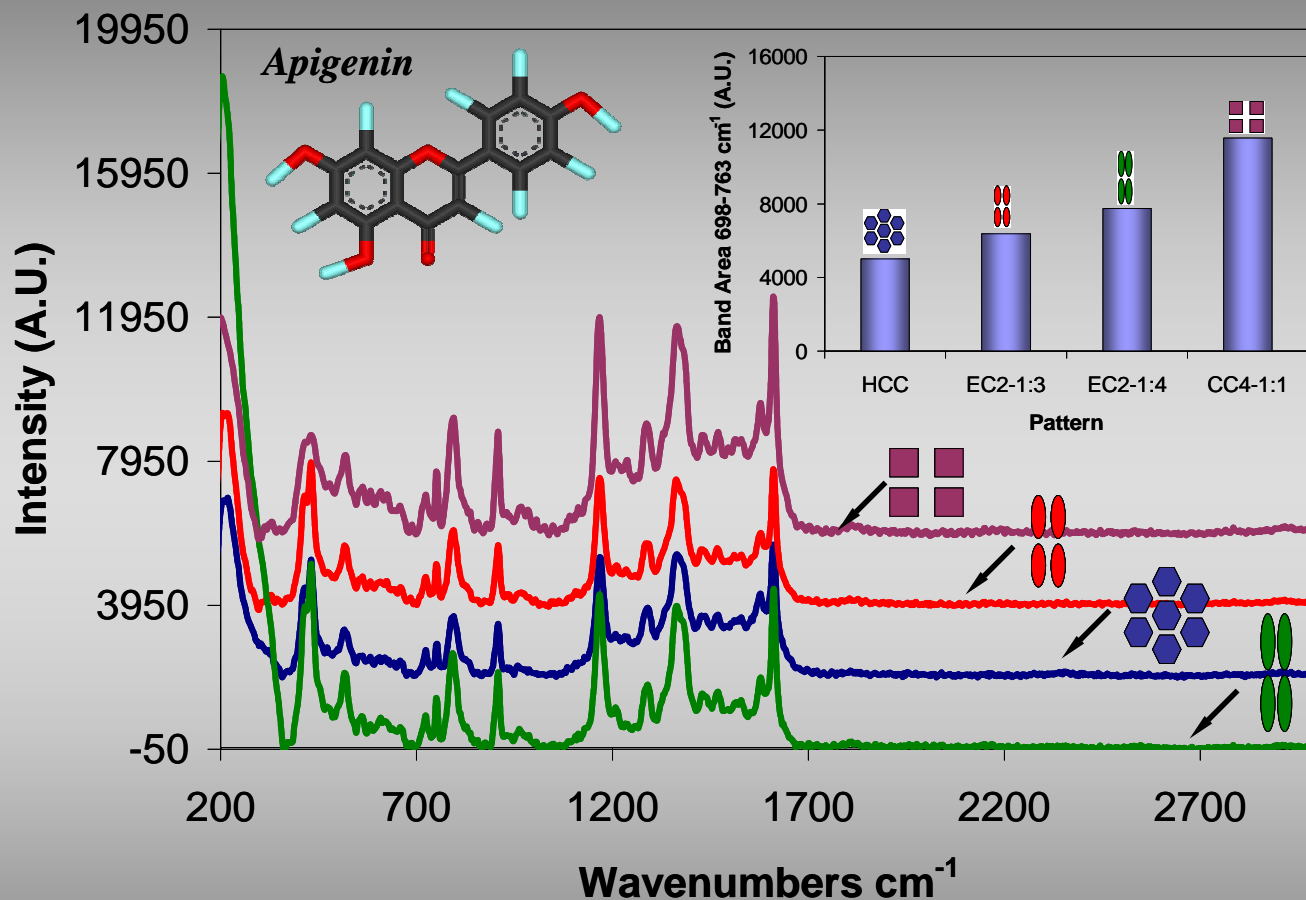 Apigenin
Intensity (A.U.)
19950
15950
11950
7950
3950
-50
200 700 1200 1700 2200 2700
Wavenumbers cm-1
Band Area 698-763 cm-1 (A.U.)
16000
12000
8000
4000
0
HCC EC2-1:3 EC2-1:4 CC4-1:1
Pattern